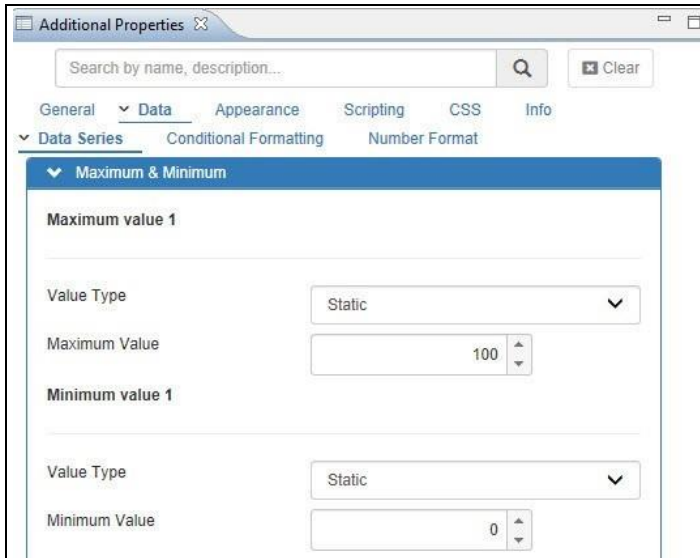 Additional Properties
Search by name, description...
Clear
General Data Appearance Scripting CSS Info
Data Series Conditional Formatting Number Format
Maximum & Minimum
Maximum value 1
Value Type Static
Maximum Value 100
Minimum value 1
Value Type Static
Minimum Value 0